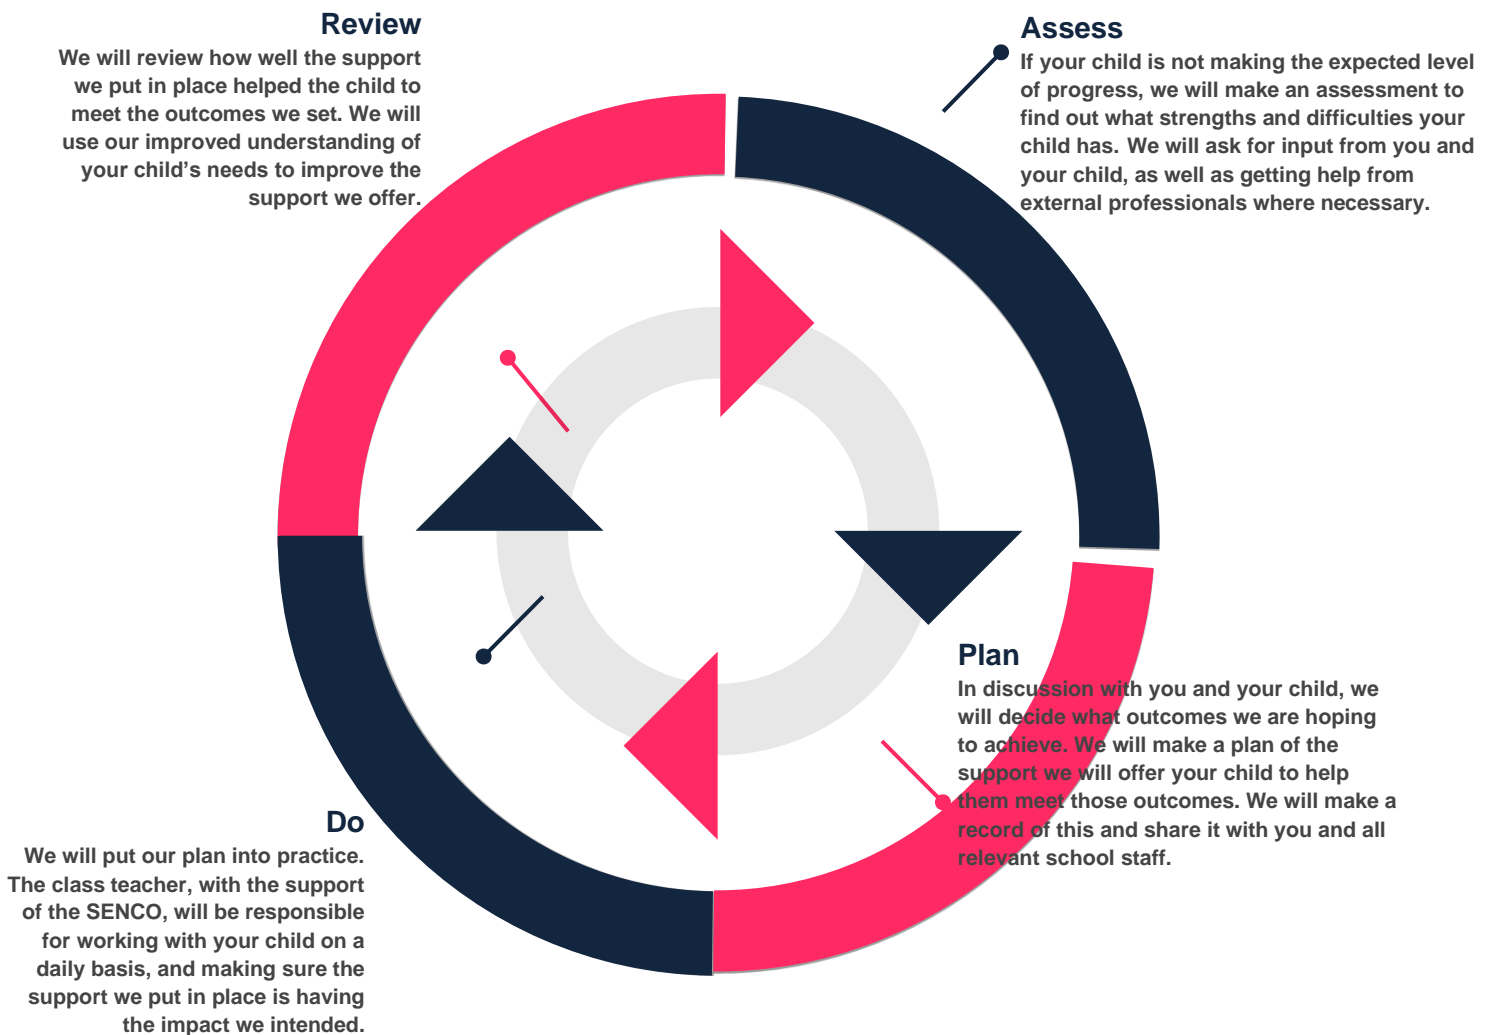 Review
We will review how well the support
we put in place helped the child to
meet the outcomes we set. We will
use our improved understanding of
your child’s needs to improve the
support we offer.
Assess
If your child is not making the expected level
of progress, we will make an assessment to
find out what strengths and difficulties your
child has. We will ask for input from you and
your child, as well as getting help from
external professionals where necessary.
Plan
In discussion with you and your child, we
will decide what outcomes we are hoping
to achieve. We will make a plan of the
support we will offer your child to help
them meet those outcomes. We will make a
record of this and share it with you and all
relevant school staff.
Do
We will put our plan into practice.
The class teacher, with the support
of the SENCO, will be responsible
for working with your child on a
daily basis, and making sure the
support we put in place is having
the impact we intended.